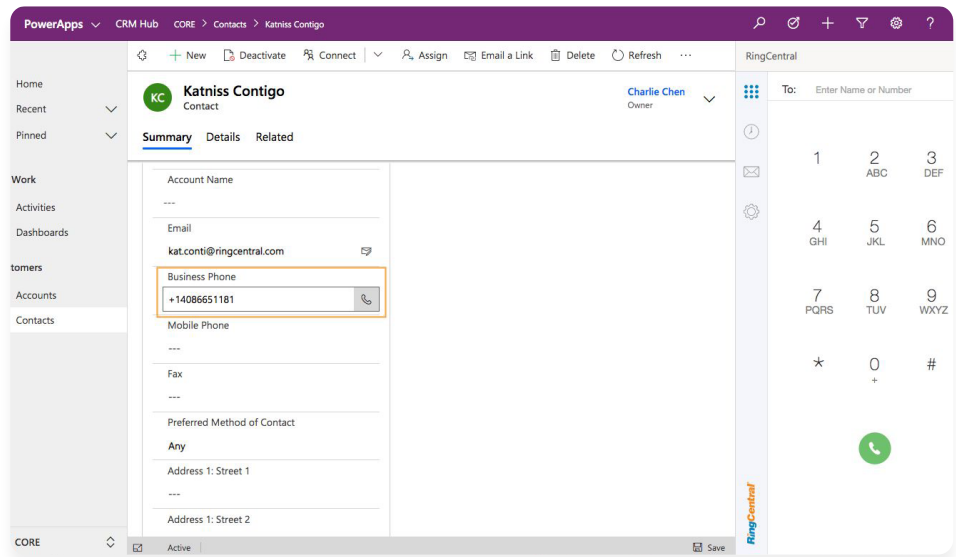 PowerApps CRM Hub CORE > Contacts > Katniss Contigo ?
New Deactivate Connect Assign Email a Link Delete Refresh ...
RingCentral
Home
Recent
Pinned
Work
Activities
Dashboards
tomers
Accounts
Contacts
CORE
KC
Katniss Contigo
Contact
Charlie Chen
Owner
Summary Details Related
Account Name
---
Email
kat.conti@ringcentral.com
Business Phone
+14086651181
Mobile Phone
---
Fax
---
Preferred Method of Contact
Any
Address 1: Street 1
---
Address 1: Street 2
Active
Save
To: Enter Name or Number
1 2 3
ABC DEF
4 5 6
GHI JKL MNO
7 8 9
PQRS TUV WXYZ
* 0 #
+
RingCentral